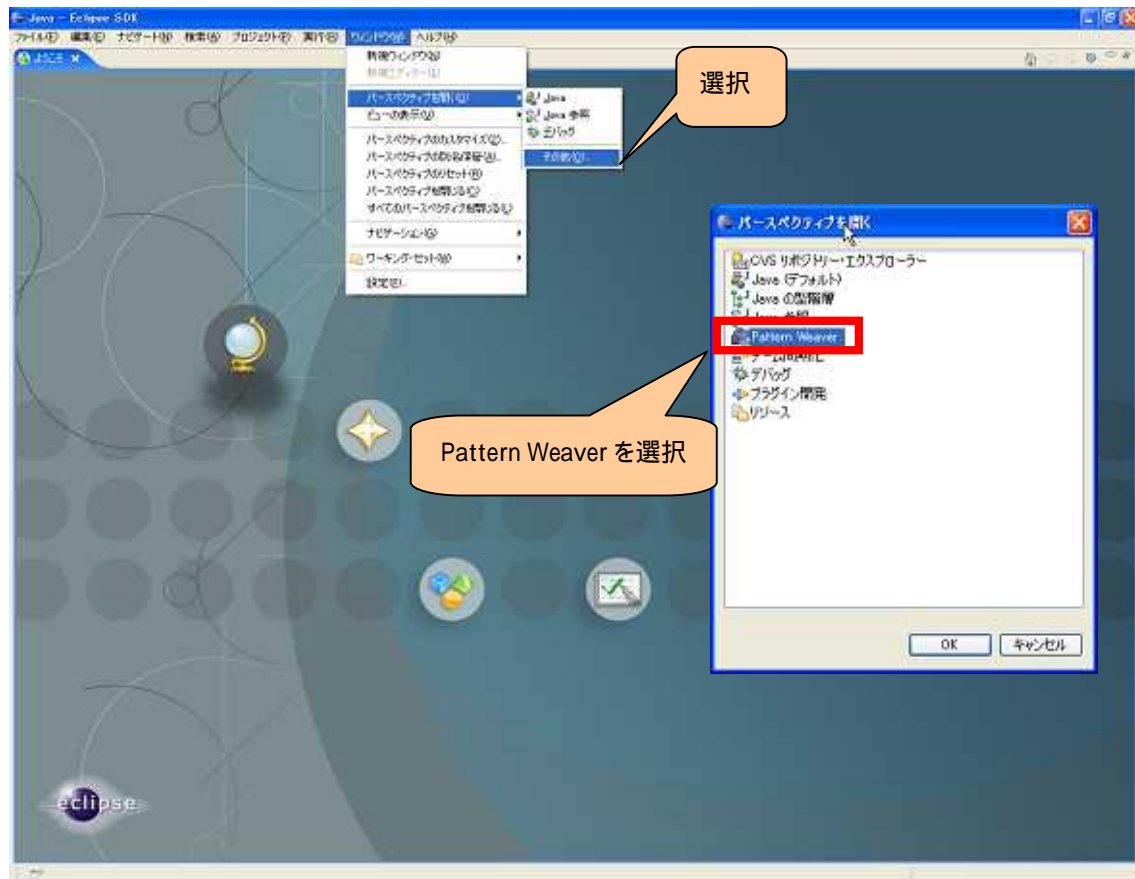 Java - Eclipse SDK
ファイル(F) 編集(E) ナビゲート(N) 検索(A) プロジェクト(P) 実行(R) ウィンドウ(W) ヘルプ(H)
ようこそ
新規ウィンドウ(N)
新規エディター(E)
パースペクティブを開く(O)
ビューの表示(V)
パースペクティブのカスタマイズ(Z)...
パースペクティブの別名保管(A)...
パースペクティブのリセット(R)
パースペクティブを閉じる(C)
すべてのパースペクティブを閉じる(L)
ナビゲーション(G)
ワーキング・セット(W)
設定(P)...
Java
Java 参照
デバッグ
その他(O)...
選択
パースペクティブを開く
CVS リポジトリー・エクスプローラー
Java (デフォルト)
Java の型階層
Java 参照
Pattern Weaver
デバッグ
プラグイン開発
リソース
OK キャンセル
Pattern Weaver を選択
eclipse